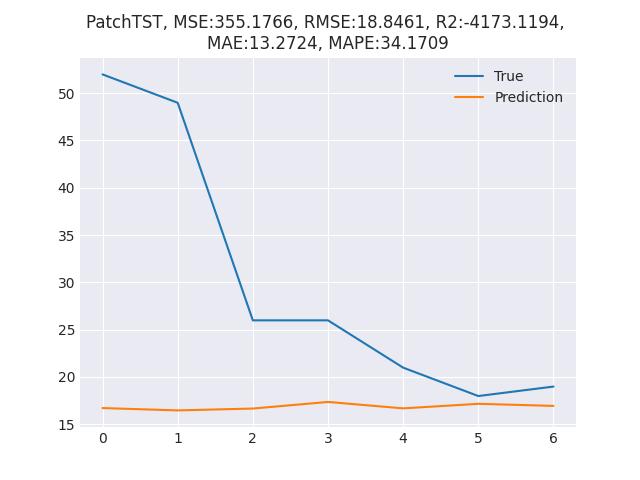 PatchTST, MSE:355.1766, RMSE:18.8461, R2:-4173.1194,
MAE:13.2724, MAPE:34.1709
True
Prediction
50
45
40
35
30
25
20
15
0 1 2 3 4 5 6